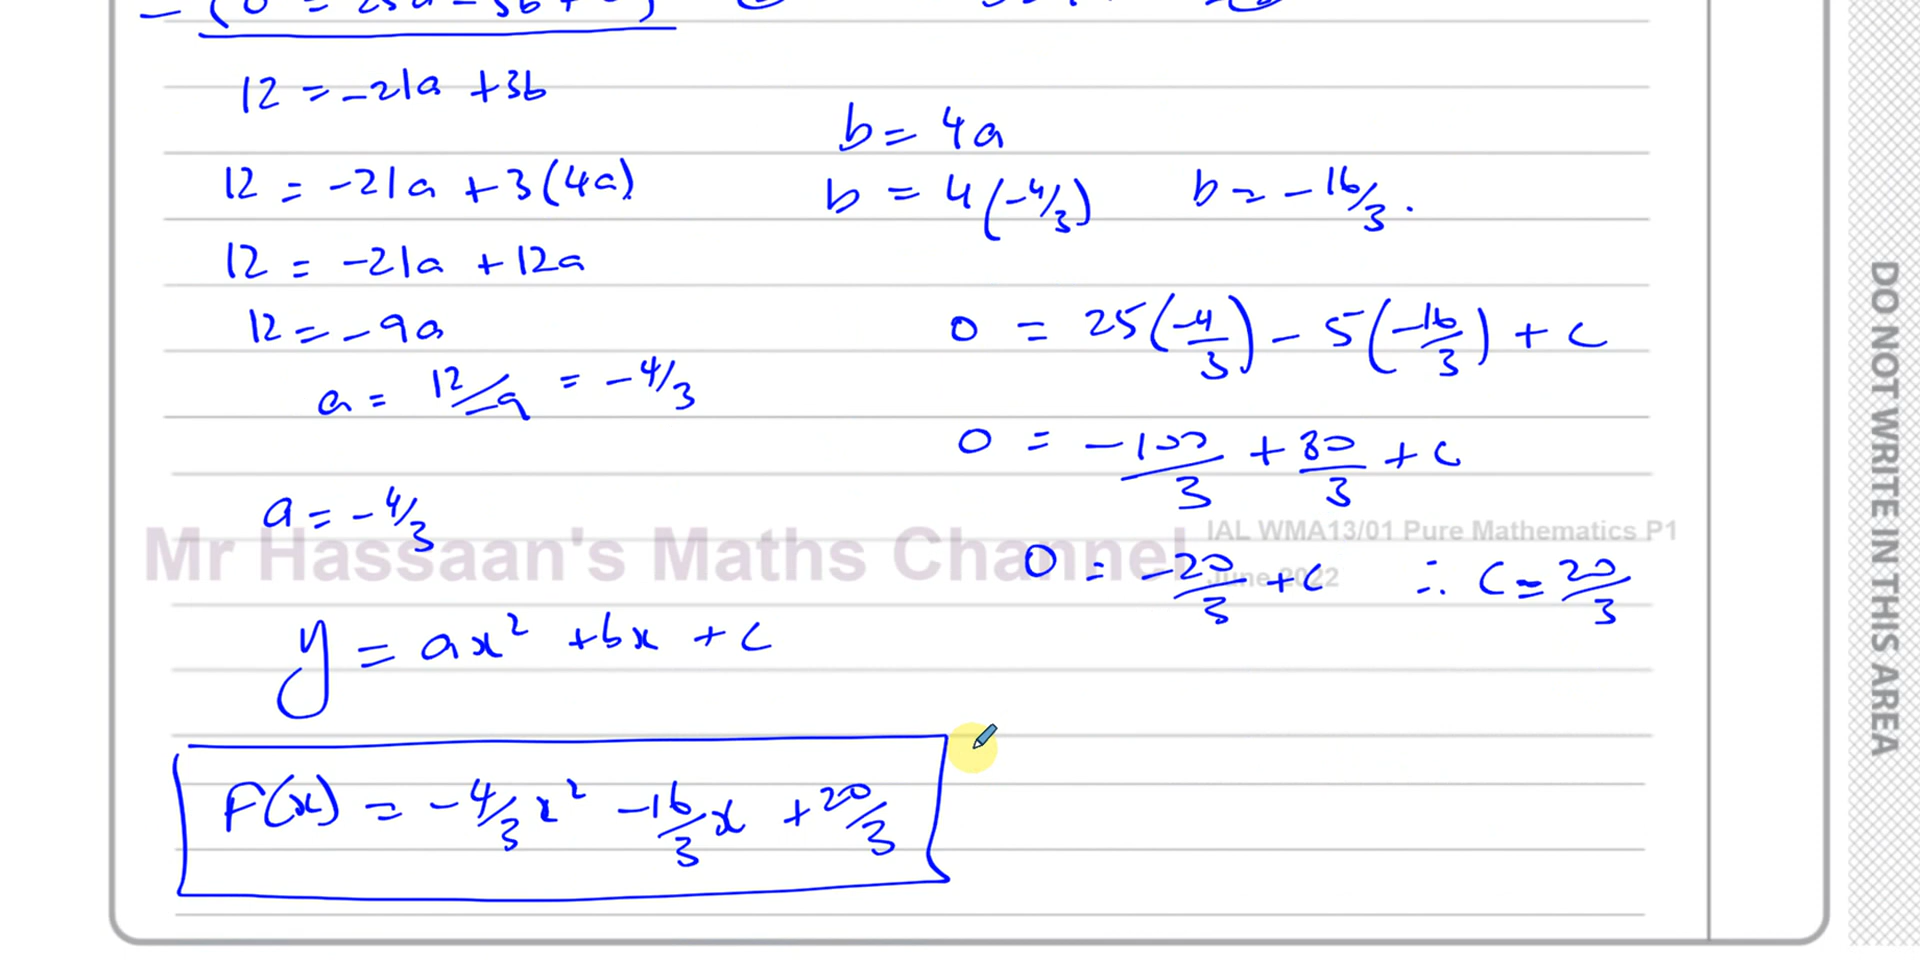 12 = -21a +3b
b = 4a
12 = -21a +3(4a)
b = 4(-4/3) b = -16/3.
12 = -21a +12a
12 = -9a
0 = 25(-4/3) - 5(-16/3) + c
a = 12/-9 = -4/3
0 = -100/3 + 80/3 + c
a = -4/3
Mr Hassaan's Maths Channel
IAL WMA13/01 Pure Mathematics P1
June 2022
0 = -20/3 + c ∴ c = 20/3
y = ax² +bx + c
F(x) = -4/3x² -16/3x +20/3
DO NOT WRITE IN THIS AREA